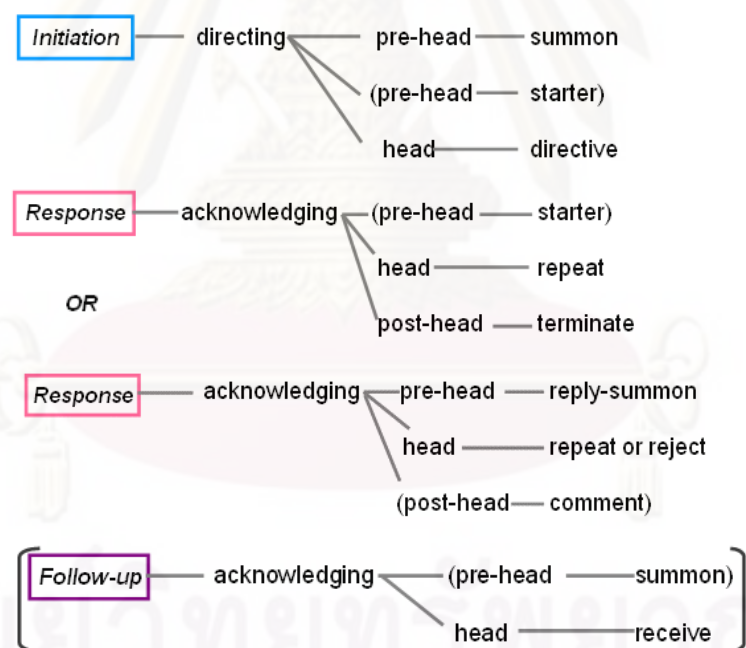 Initiation directing pre-head summon
(pre-head starter)
head directive
Response acknowledging (pre-head starter)
head repeat
OR
post-head terminate
Response acknowledging pre-head reply-summon
head repeat or reject
(post-head comment)
Follow-up acknowledging (pre-head summon)
head receive